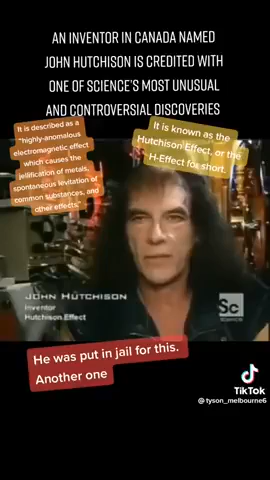 AN INVENTOR IN CANADA NAMED
JOHN HUTCHISON IS CREDITED WITH
ONE OF SCIENCE'S MOST UNUSUAL
AND CONTROVERSIAL DISCOVERIES
It is described as a
"highly-anomalous
electromagnetic effect
which causes the
jellification of metals,
spontaneous levitation of
common substances, and
other effects."
It is known as the
Hutchison Effect, or the
H-Effect for short.
JOHN HUTCHISON
Inventor
Hutchison Effect
Sc
SCIENCE
He was put in jail for this.
Another one
TikTok
@tyson_melbourne6